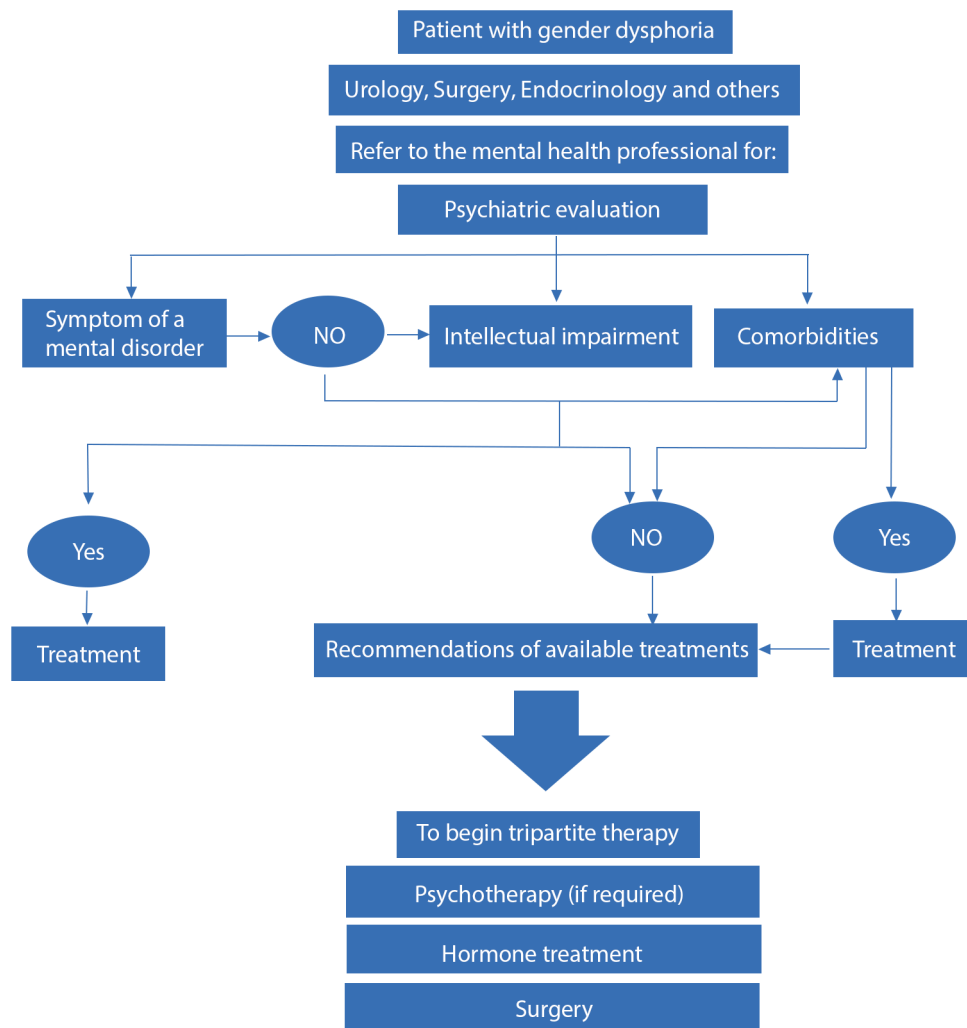 Patient with gender dysphoria
Urology, Surgery, Endocrinology and others
Refer to the mental health professional for:
Psychiatric evaluation
Symptom of a
mental disorder
NO
Intellectual impairment
Comorbidities
Yes
NO
Yes
Treatment
Recommendations of available treatments
Treatment
To begin tripartite therapy
Psychotherapy (if required)
Hormone treatment
Surgery